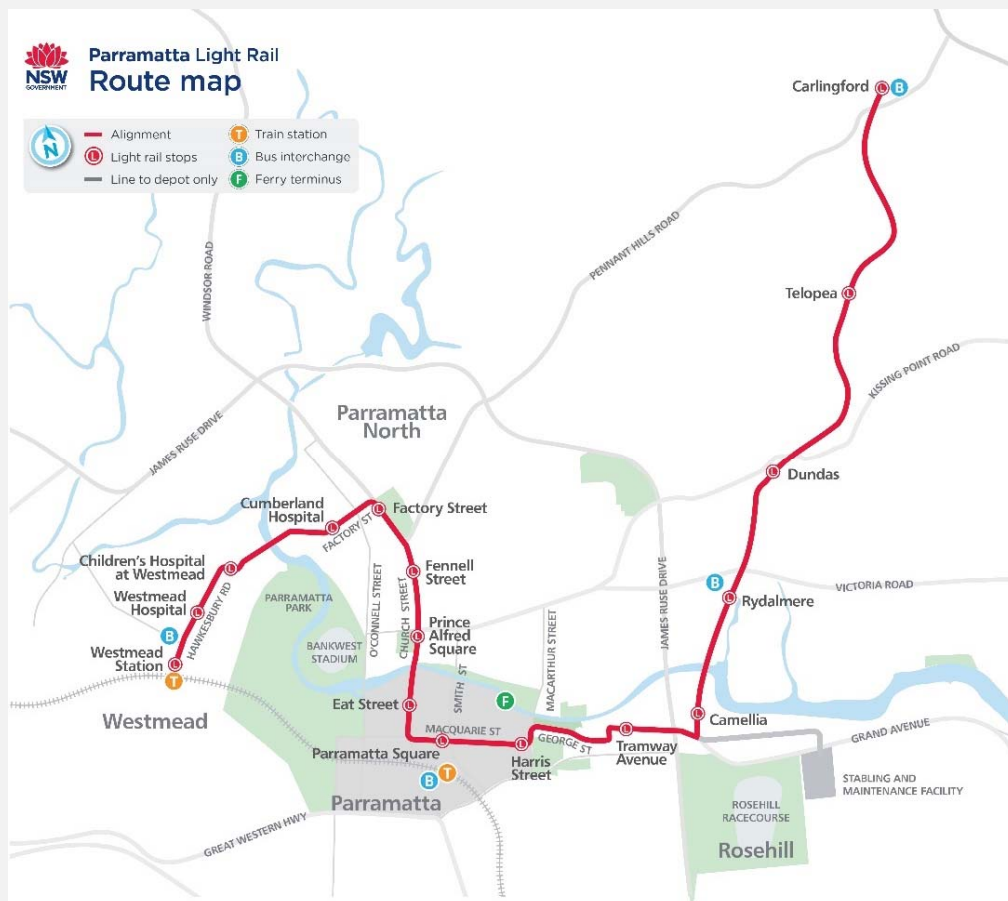 NSW
GOVERNMENT
Parramatta Light Rail
Route map
N
Alignment
L Light rail stops
Line to depot only
T Train station
B Bus interchange
F Ferry terminus
Carlingford L B
PENNANT HILLS ROAD
WINDSOR ROAD
Telopea L
KISSING POINT ROAD
JAMES RUSE DRIVE
Parramatta
North
Dundas L
Cumberland
Hospital L
FACTORY ST
Factory Street L
Children's Hospital
at Westmead L
Westmead
Hospital L
HAWKESBURY RD
B
Westmead
Station L
T
Westmead
PARRAMATTA
PARK
BANKWEST
STADIUM
O'CONNELL STREET
CHURCH STREET
Fennell
Street L
Prince
Alfred
Square L
SMITH ST
MACARTHUR STREET
JAMES RUSE DRIVE
B
VICTORIA ROAD
Rydalmere L
Eat Street L
F
MACQUARIE ST
Parramatta Square L
Harris
Street L
GEORGE ST
Tramway
Avenue L
Camellia L
GRAND AVENUE
B T
Parramatta
GREAT WESTERN HWY
STABLING AND
MAINTENANCE FACILITY
ROSEHILL
RACECOURSE
Rosehill